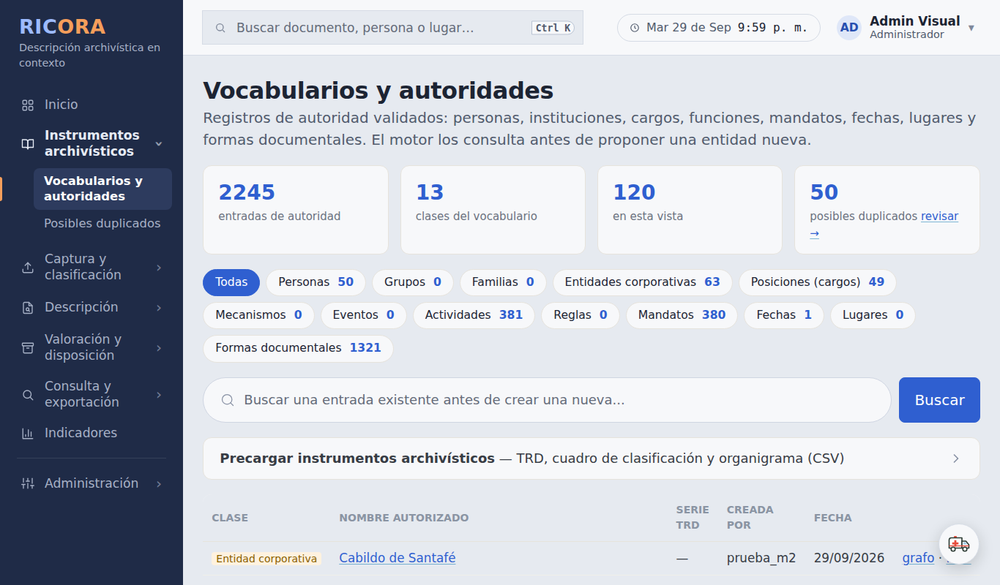 RICORA
Descripción archivística en
contexto
Inicio
Instrumentos
archivísticos
Vocabularios y
autoridades
Posibles duplicados
Captura y
clasificación
Descripción
Valoración y
disposición
Consulta y
exportación
Indicadores
Administración
Buscar documento, persona o lugar… Ctrl K
Mar 29 de Sep 9:59 p. m.
AD Admin Visual
Administrador
Vocabularios y autoridades
Registros de autoridad validados: personas, instituciones, cargos, funciones, mandatos, fechas, lugares y
formas documentales. El motor los consulta antes de proponer una entidad nueva.
2245
entradas de autoridad
13
clases del vocabulario
120
en esta vista
50
posibles duplicados revisar
→
Todas Personas 50 Grupos 0 Familias 0 Entidades corporativas 63 Posiciones (cargos) 49
Mecanismos 0 Eventos 0 Actividades 381 Reglas 0 Mandatos 380 Fechas 1 Lugares 0
Formas documentales 1321
Buscar una entrada existente antes de crear una nueva...
Buscar
Precargar instrumentos archivísticos — TRD, cuadro de clasificación y organigrama (CSV)
CLASE NOMBRE AUTORIZADO SERIE TRD CREADA POR FECHA
Entidad corporativa Cabildo de Santafé — prueba_m2 29/09/2026 grafo ·